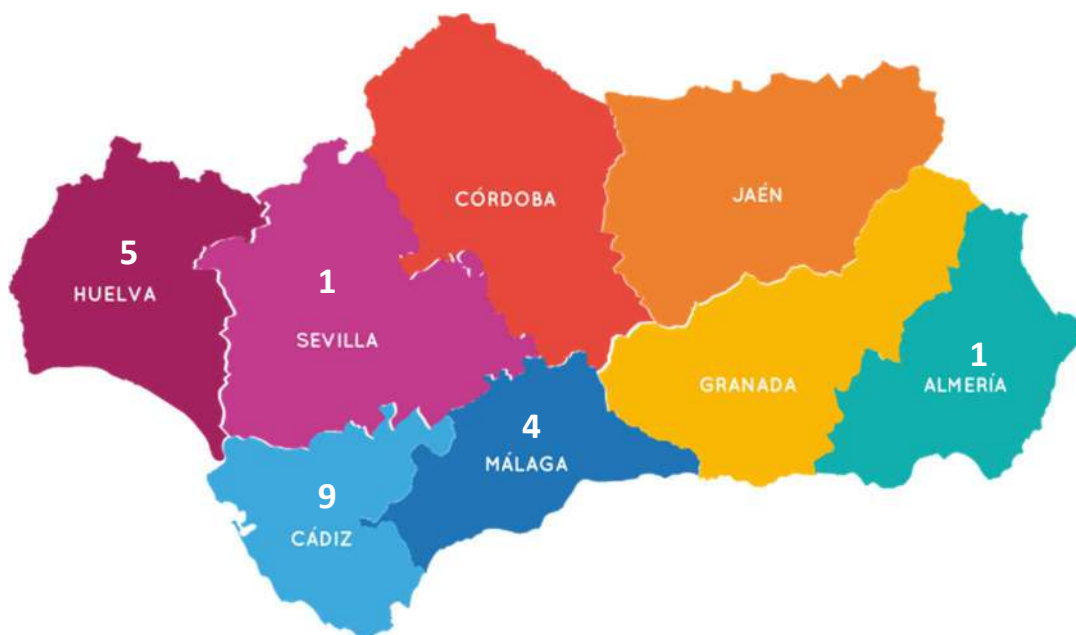 CÓRDOBA
JAÉN
5
HUELVA
1
SEVILLA
1
ALMERÍA
GRANADA
4
MÁLAGA
9
CÁDIZ